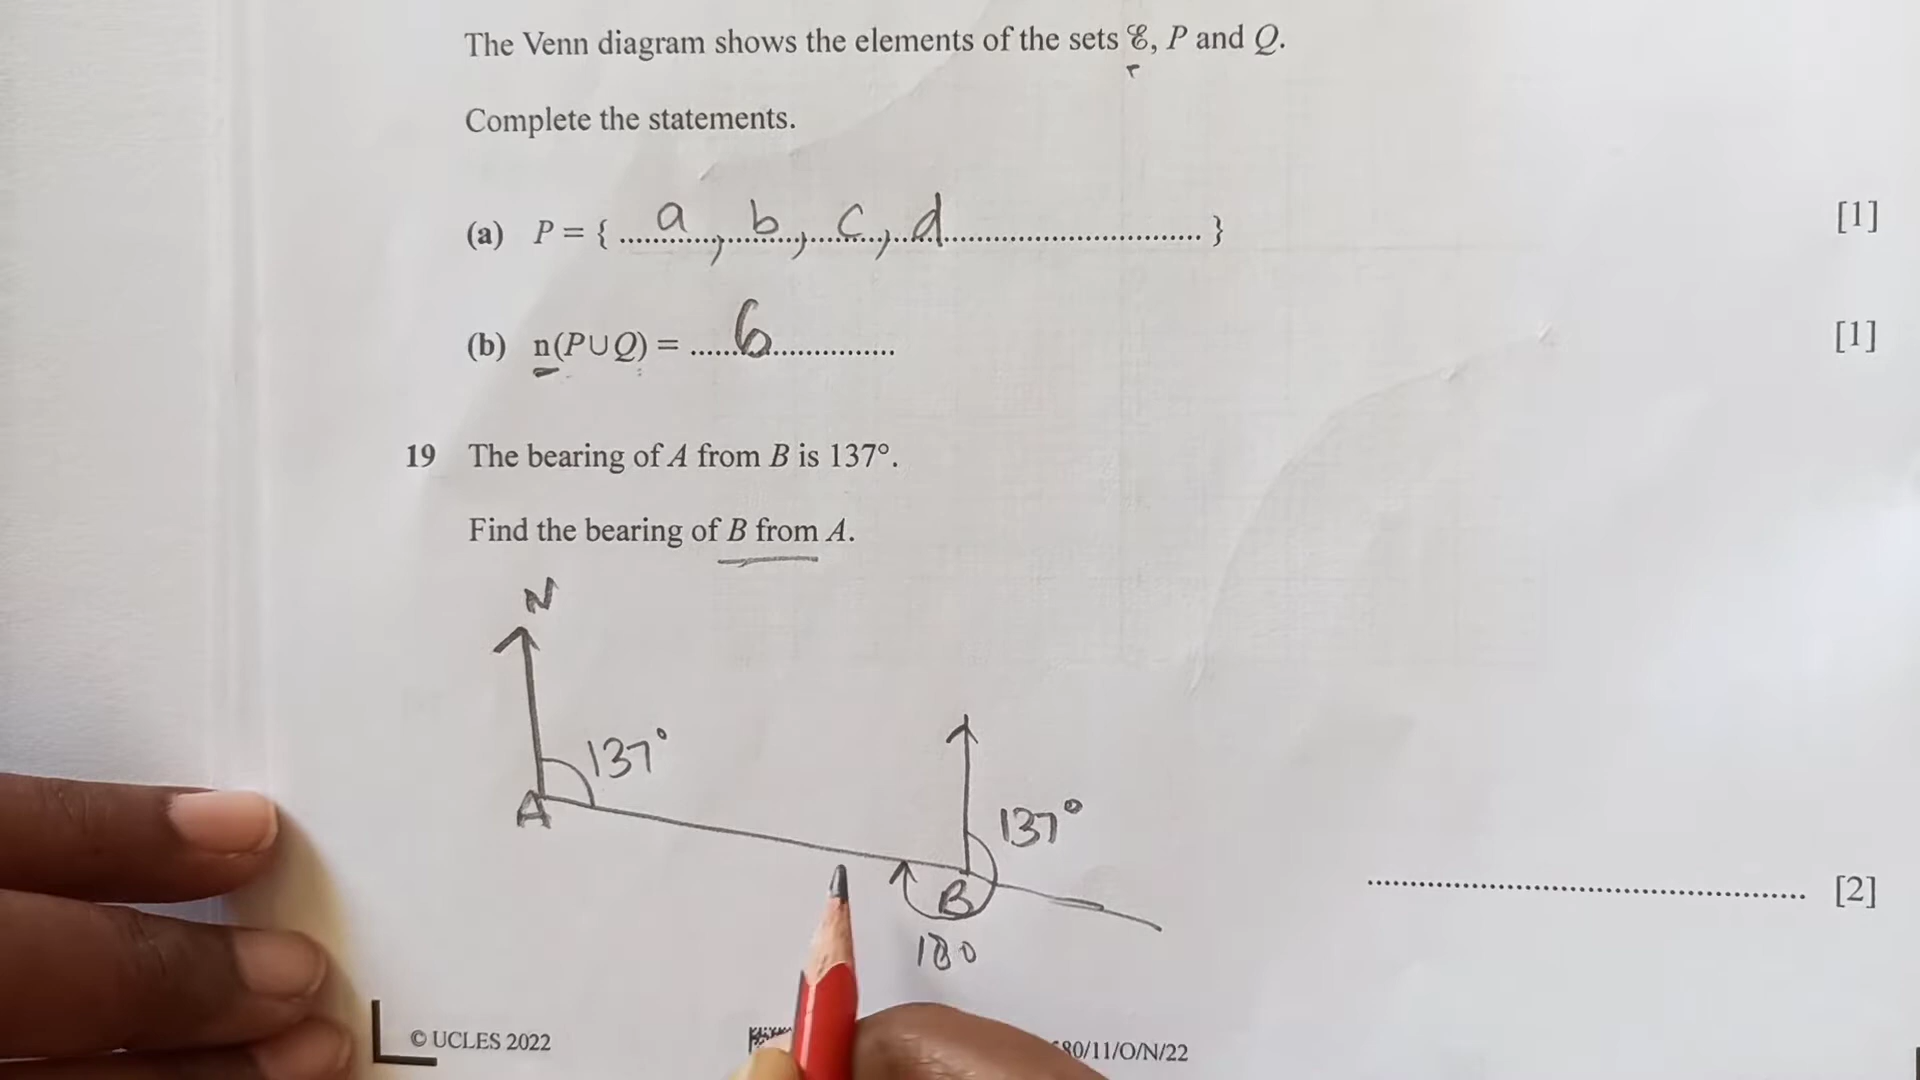 The Venn diagram shows the elements of the sets ℰ, P and Q.
Complete the statements.
(a) P = { a, b, c, d } [1]
(b) n(P∪Q) = 6 [1]
19 The bearing of A from B is 137°.
Find the bearing of B from A.
N
137°
A
137°
B
180
[2]
© UCLES 2022
80/11/O/N/22